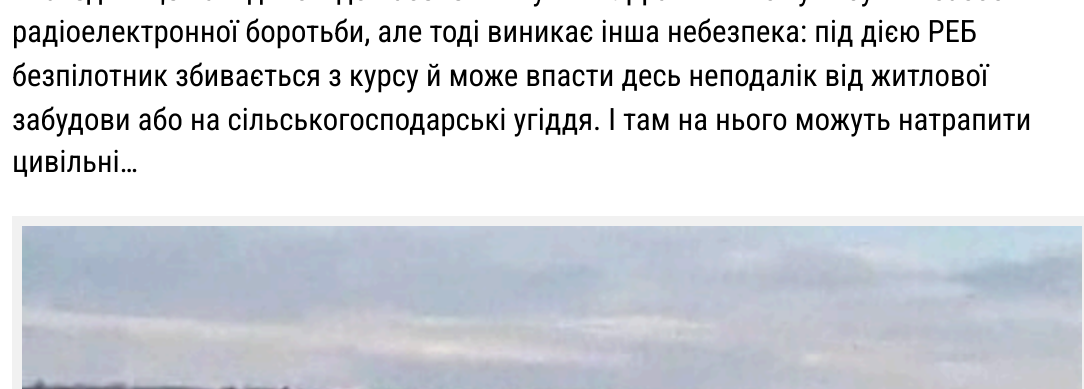 радіоелектронної боротьби, але тоді виникає інша небезпека: під дією РЕБ
безпілотник збивається з курсу й може впасти десь неподалік від житлової
забудови або на сільськогосподарські угіддя. І там на нього можуть натрапити
цивільні…